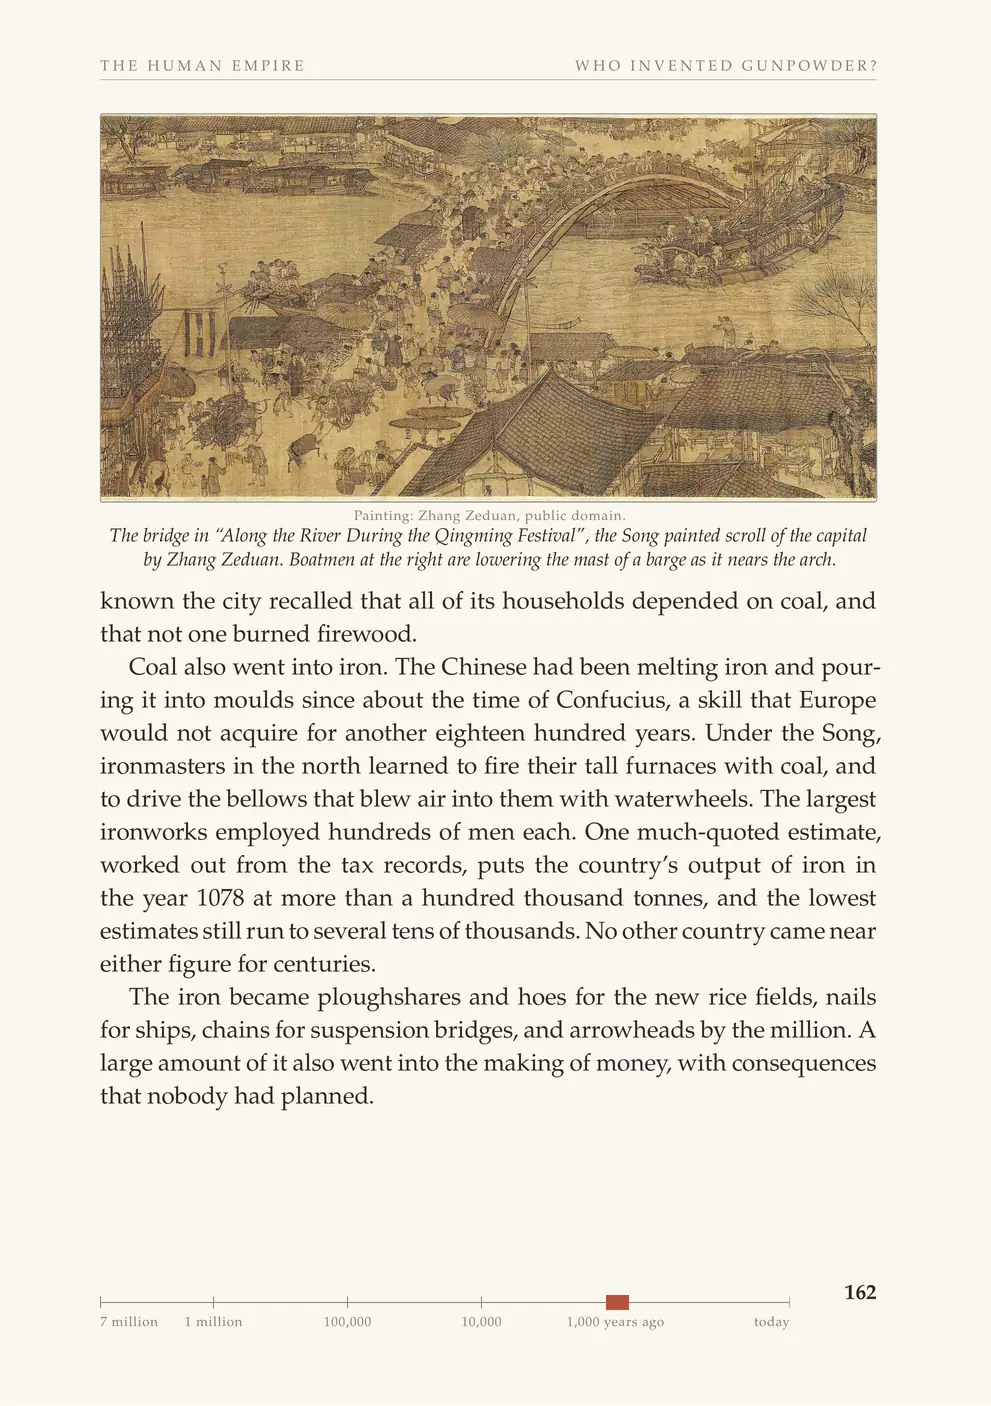 THE HUMAN EMPIRE
WHO INVENTED GUNPOWDER?
Painting: Zhang Zeduan, public domain.
The bridge in “Along the River During the Qingming Festival”, the Song painted scroll of the capital
by Zhang Zeduan. Boatmen at the right are lowering the mast of a barge as it nears the arch.
known the city recalled that all of its households depended on coal, and
that not one burned firewood.
Coal also went into iron. The Chinese had been melting iron and pour-
ing it into moulds since about the time of Confucius, a skill that Europe
would not acquire for another eighteen hundred years. Under the Song,
ironmasters in the north learned to fire their tall furnaces with coal, and
to drive the bellows that blew air into them with waterwheels. The largest
ironworks employed hundreds of men each. One much-quoted estimate,
worked out from the tax records, puts the country’s output of iron in
the year 1078 at more than a hundred thousand tonnes, and the lowest
estimates still run to several tens of thousands. No other country came near
either figure for centuries.
The iron became ploughshares and hoes for the new rice fields, nails
for ships, chains for suspension bridges, and arrowheads by the million. A
large amount of it also went into the making of money, with consequences
that nobody had planned.
162
7 million
1 million
100,000
10,000
1,000 years ago
today